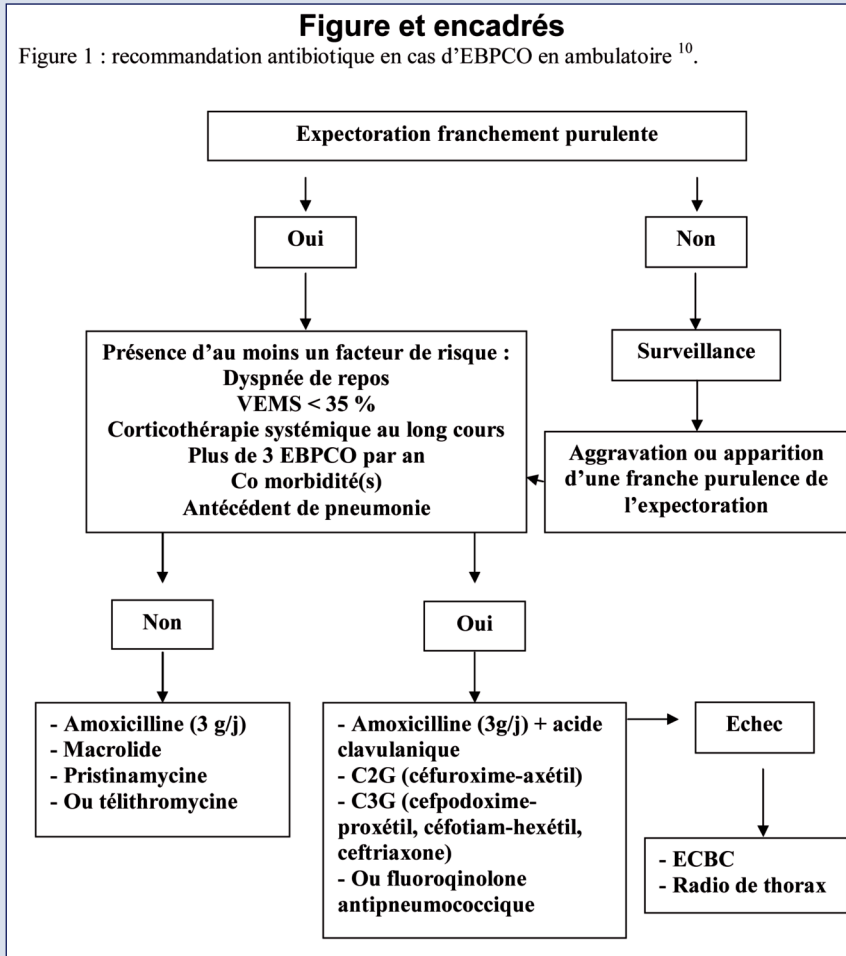 Figure et encadrés
Figure 1 : recommandation antibiotique en cas d’EBPCO en ambulatoire 10.
Expectoration franchement purulente
Oui
Non
Présence d’au moins un facteur de risque :
Dyspnée de repos
VEMS < 35 %
Corticothérapie systémique au long cours
Plus de 3 EBPCO par an
Co morbidité(s)
Antécédent de pneumonie
Surveillance
Aggravation ou apparition
d’une franche purulence de
l’expectoration
Non
Oui
- Amoxicilline (3 g/j)
- Macrolide
- Pristinamycine
- Ou télithromycine
- Amoxicilline (3g/j) + acide
clavulanique
- C2G (céfuroxime-axétil)
- C3G (cefpodoxime-
proxétil, céfotiam-hexétil,
ceftriaxone)
- Ou fluoroqinolone
antipneumococcique
Echec
- ECBC
- Radio de thorax